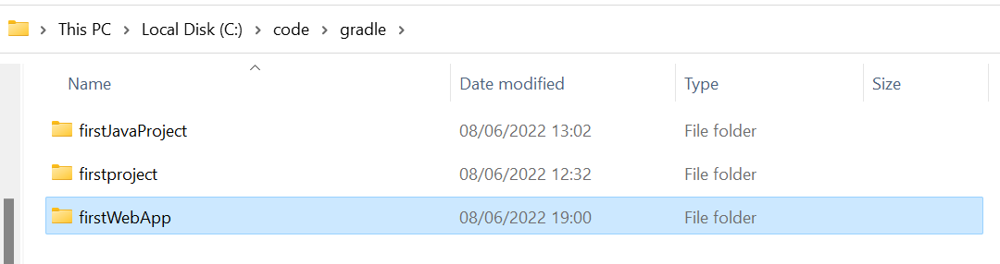 This PC > Local Disk (C:) > code > gradle >
Name Date modified Type Size
firstJavaProject 08/06/2022 13:02 File folder
firstproject 08/06/2022 12:32 File folder
firstWebApp 08/06/2022 19:00 File folder